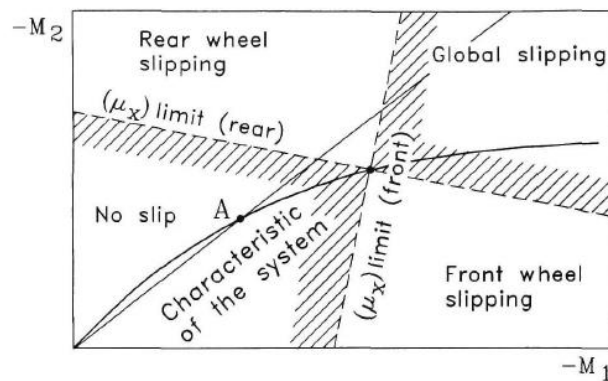 -M₂
Rear wheel
slipping
Global slipping
(μₓ) limit (rear)
No slip
A
Characteristic
of the system
(μₓ) limit (front)
Front wheel
slipping
-M₁